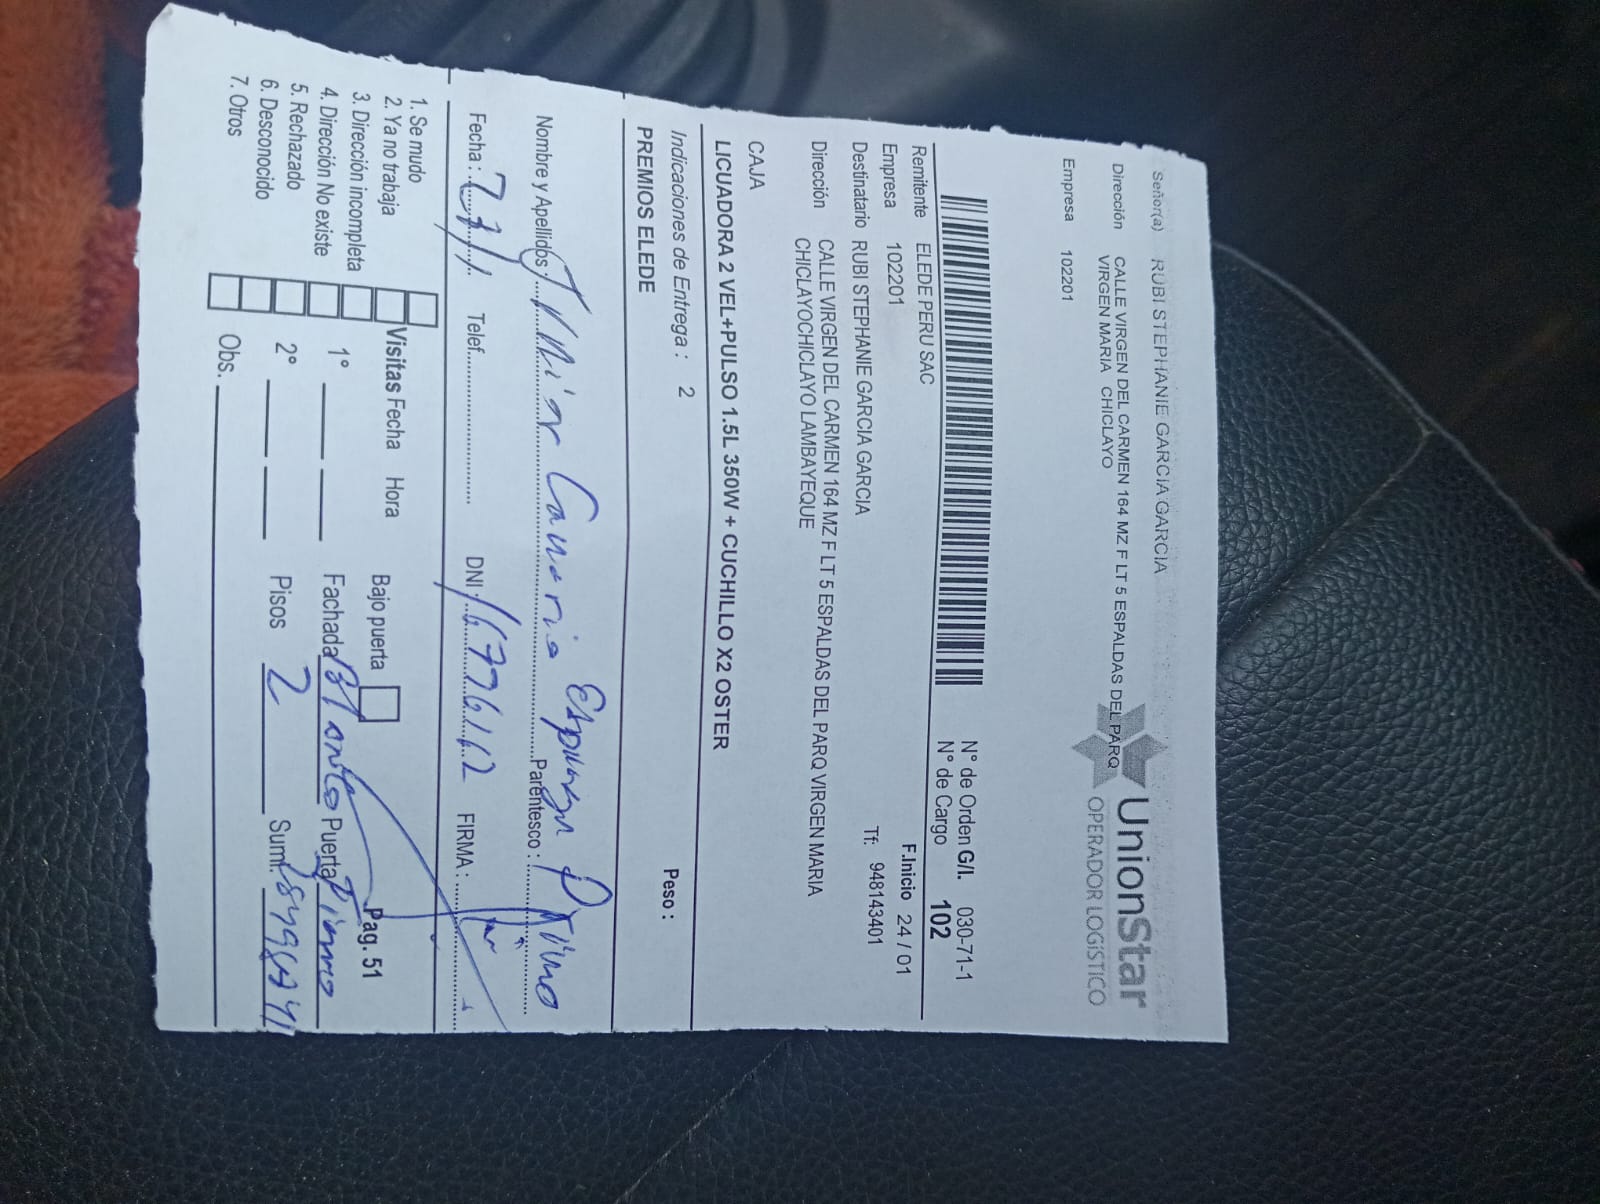 Señor(a) RUBI STEPHANIE GARCIA GARCIA
Dirección CALLE VIRGEN DEL CARMEN 164 MZ F LT 5 ESPALDAS DEL PARQ
VIRGEN MARIA CHICLAYO
Empresa 102201
UnionStar
OPERADOR LOGÍSTICO
N° de Orden G/I. 030-71-1
N° de Cargo 102
Remitente ELEDE PERU SAC
F.Inicio 24 / 01
Empresa 102201
Destinatario RUBI STEPHANIE GARCIA GARCIA
Tf: 948143401
Dirección CALLE VIRGEN DEL CARMEN 164 MZ F LT 5 ESPALDAS DEL PARQ VIRGEN MARIA
CHICLAYOCHICLAYO LAMBAYEQUE
CAJA
LICUADORA 2 VEL+PULSO 1.5L 350W + CUCHILLO X2 OSTER
Indicaciones de Entrega : 2
Peso :
PREMIOS ELEDE
Nombre y Apellidos: Parentesco :
Fecha : Telef. DNI FIRMA :
1. Se mudo
2. Ya no trabaja
3. Dirección incompleta
4. Dirección No existe
5. Rechazado
6. Desconocido
7. Otros
Visitas Fecha Hora
1°
2°
Obs.
Bajo puerta
Pag. 51
Fachada Puerta
Pisos 2 Sum.